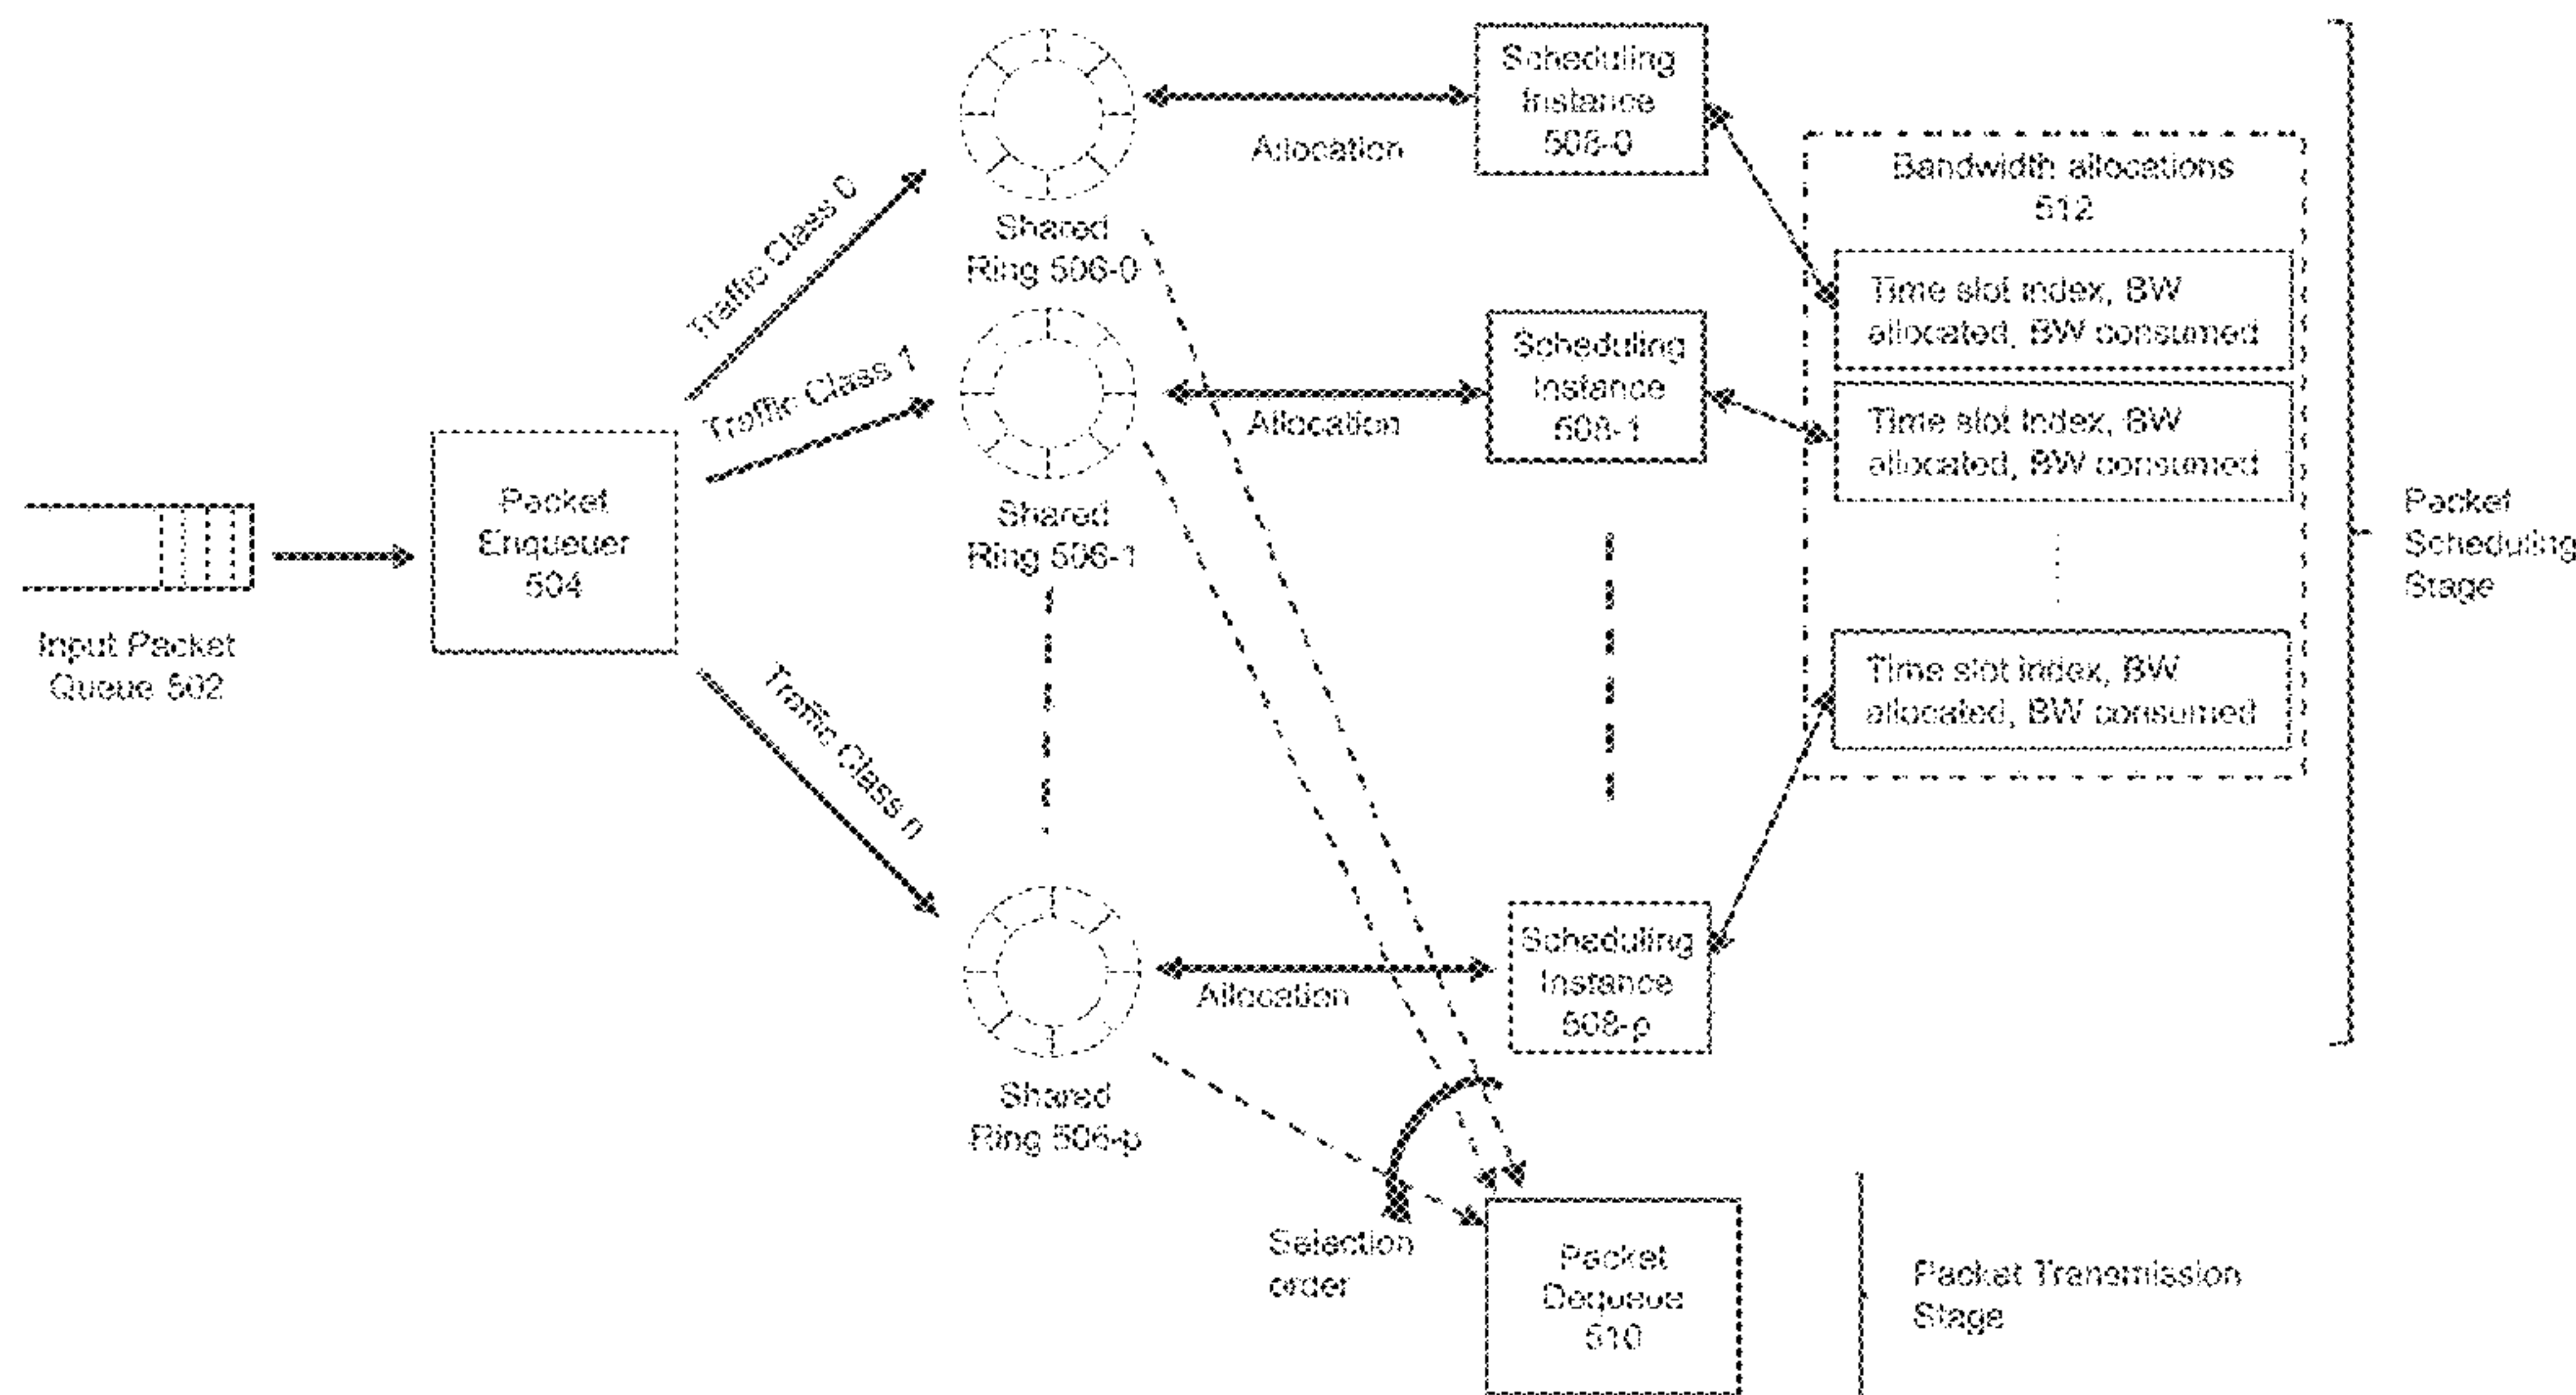 Input Packet
Queue 502
Packet
Enqueuer
504
Traffic Class 0
Traffic Class 1
Traffic Class n
Shared
Ring 506-0
Shared
Ring 506-1
Shared
Ring 506-p
Allocation
Allocation
Allocation
Scheduling
Instance
508-0
Scheduling
Instance
508-1
Scheduling
Instance
508-p
Bandwidth allocations
512
Time slot index, BW
allocated, BW consumed
Time slot index, BW
allocated, BW consumed
Time slot index, BW
allocated, BW consumed
Packet
Scheduling
Stage
Selection
order
Packet
Dequeue
510
Packet Transmission
Stage